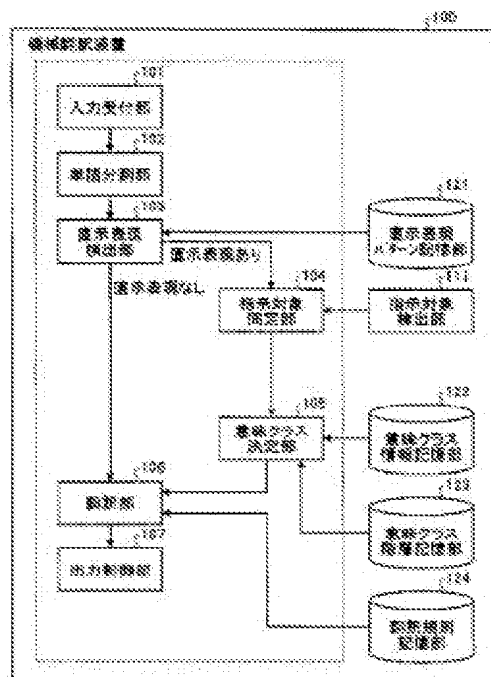 100
機械翻訳装置
101
入力受付部
102
単語分割部
103
直示表現
検出部
直示表現あり
直示表現なし
121
直示表現
パターン記憶部
111
指示対象
検出部
104
指示対象
同定部
105
意味クラス
決定部
122
意味クラス
情報記憶部
123
意味クラス
階層記憶部
106
翻訳部
107
出力制御部
124
翻訳規則
記憶部